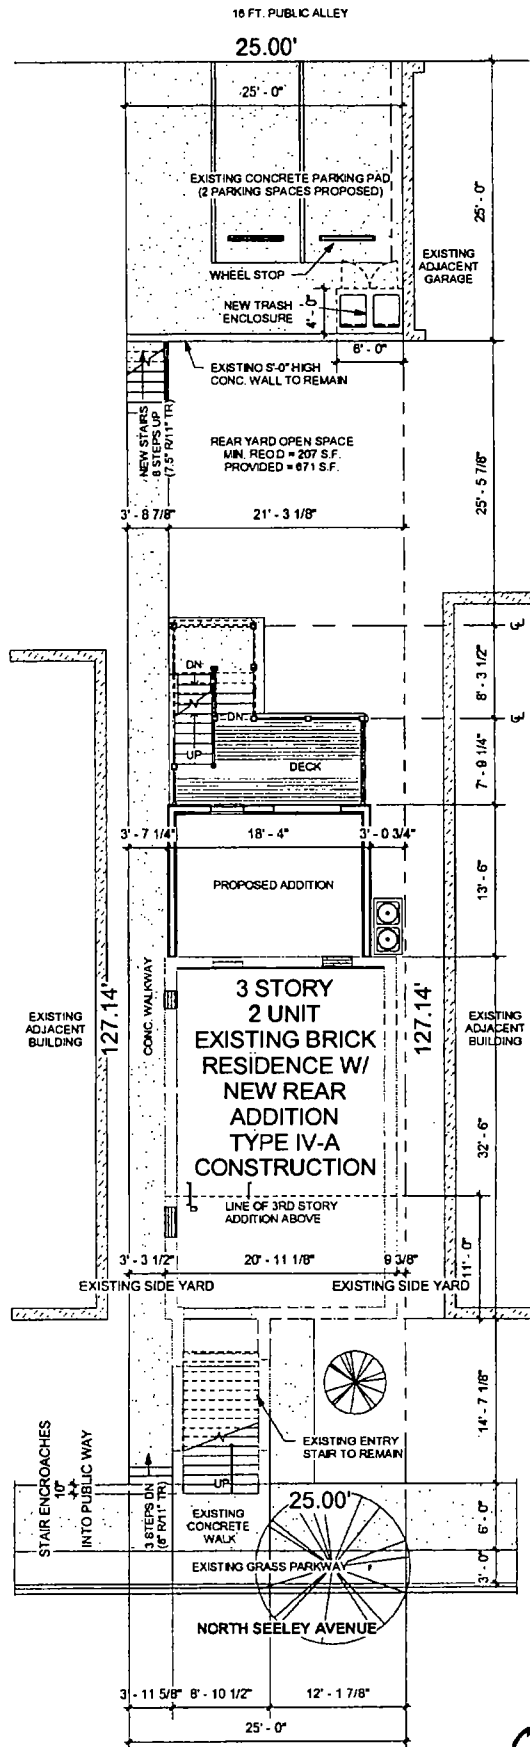 16 FT. PUBLIC ALLEY
25.00'
25' - 0"
EXISTING CONCRETE PARKING PAD
(2 PARKING SPACES PROPOSED)
25' - 0"
WHEEL STOP
EXISTING
ADJACENT
GARAGE
NEW TRASH
ENCLOSURE
4' - 0"
6' - 0"
EXISTING 5'-0" HIGH
CONC. WALL TO REMAIN
NEW STAIRS
8 STEPS UP
(7.5" R/11" TR)
REAR YARD OPEN SPACE
MIN. REQ'D = 207 S.F.
PROVIDED = 671 S.F.
25' - 5 7/8"
3' - 8 7/8"
21' - 3 1/8"
DN
DN
UP
DECK
8' - 3 1/2"
7' - 9 1/4"
3' - 7 1/4"
18' - 4"
3' - 0 3/4"
PROPOSED ADDITION
13' - 6"
EXISTING
ADJACENT
BUILDING
127.14'
CONC. WALKWAY
3 STORY
2 UNIT
EXISTING BRICK
RESIDENCE W/
NEW REAR
ADDITION
TYPE IV-A
CONSTRUCTION
127.14'
EXISTING
ADJACENT
BUILDING
32' - 6"
LINE OF 3RD STORY
ADDITION ABOVE
11' - 0"
3' - 3 1/2"
20' - 11 1/8"
9 3/8"
EXISTING SIDE YARD
EXISTING SIDE YARD
14' - 7 1/8"
EXISTING ENTRY
STAIR TO REMAIN
UP
STAIR ENCROACHES
10"
INTO PUBLIC WAY
3 STEPS DN
(8" R/11" TR)
EXISTING
CONCRETE
WALK
25.00'
6' - 0"
EXISTING GRASS PARKWAY
3' - 0"
NORTH SEELEY AVENUE
3' - 11 5/8"
8' - 10 1/2"
12' - 1 7/8"
25' - 0"